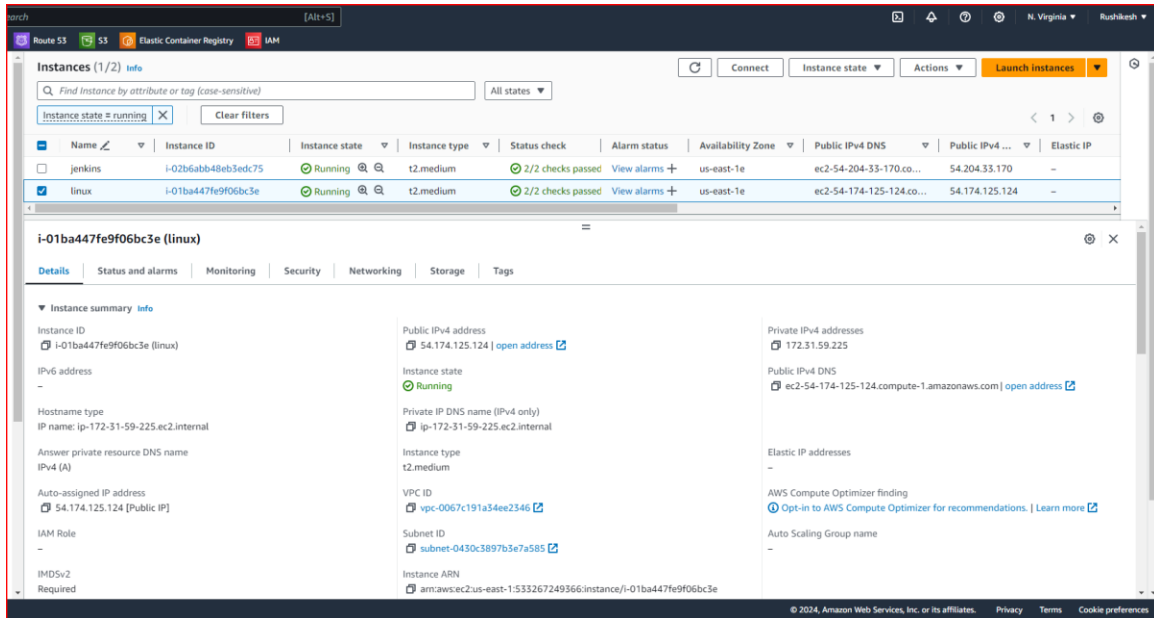 earch [Alt+S] N. Virginia ▼ Rushikesh ▼
Route 53 S3 Elastic Container Registry IAM
Instances (1/2) Info Connect Instance state ▼ Actions ▼ Launch instances ▼
Find Instance by attribute or tag (case-sensitive) All states ▼
Instance state = running Clear filters 1
Name Instance ID Instance state Instance type Status check Alarm status Availability Zone Public IPv4 DNS Public IPv4 ... Elastic IP
jenkins i-02b6abb48eb3edc75 Running t2.medium 2/2 checks passed View alarms + us-east-1e ec2-54-204-33-170.co... 54.204.33.170 –
linux i-01ba447fe9f06bc3e Running t2.medium 2/2 checks passed View alarms + us-east-1e ec2-54-174-125-124.co... 54.174.125.124 –
i-01ba447fe9f06bc3e (linux)
Details Status and alarms Monitoring Security Networking Storage Tags
▼ Instance summary Info
Instance ID Public IPv4 address Private IPv4 addresses
i-01ba447fe9f06bc3e (linux) 54.174.125.124 | open address 172.31.59.225
IPv6 address Instance state Public IPv4 DNS
– Running ec2-54-174-125-124.compute-1.amazonaws.com | open address
Hostname type Private IP DNS name (IPv4 only)
IP name: ip-172-31-59-225.ec2.internal ip-172-31-59-225.ec2.internal
Answer private resource DNS name Instance type Elastic IP addresses
IPv4 (A) t2.medium –
Auto-assigned IP address VPC ID AWS Compute Optimizer finding
54.174.125.124 [Public IP] vpc-0067c191a34ee2346 Opt-in to AWS Compute Optimizer for recommendations. | Learn more
IAM Role Subnet ID Auto Scaling Group name
– subnet-0430c3897b3e7a585 –
IMDSv2 Instance ARN
Required arn:aws:ec2:us-east-1:533267249366:instance/i-01ba447fe9f06bc3e
© 2024, Amazon Web Services, Inc. or its affiliates. Privacy Terms Cookie preferences